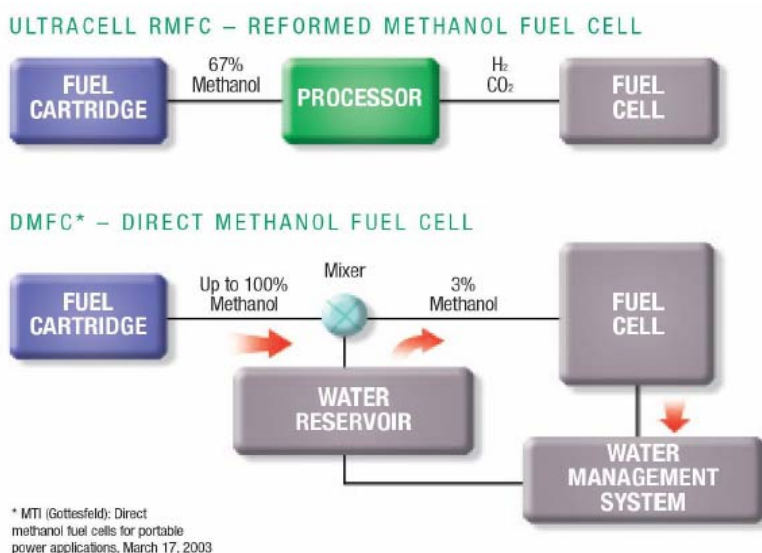 ULTRACELL RMFC – REFORMED METHANOL FUEL CELL
FUEL
CARTRIDGE
67%
Methanol
PROCESSOR
H₂
CO₂
FUEL
CELL
DMFC* – DIRECT METHANOL FUEL CELL
FUEL
CARTRIDGE
Up to 100%
Methanol
Mixer
3%
Methanol
FUEL
CELL
WATER
RESERVOIR
WATER
MANAGEMENT
SYSTEM
* MTI (Gottesfeld): Direct
methanol fuel cells for portable
power applications. March 17, 2003